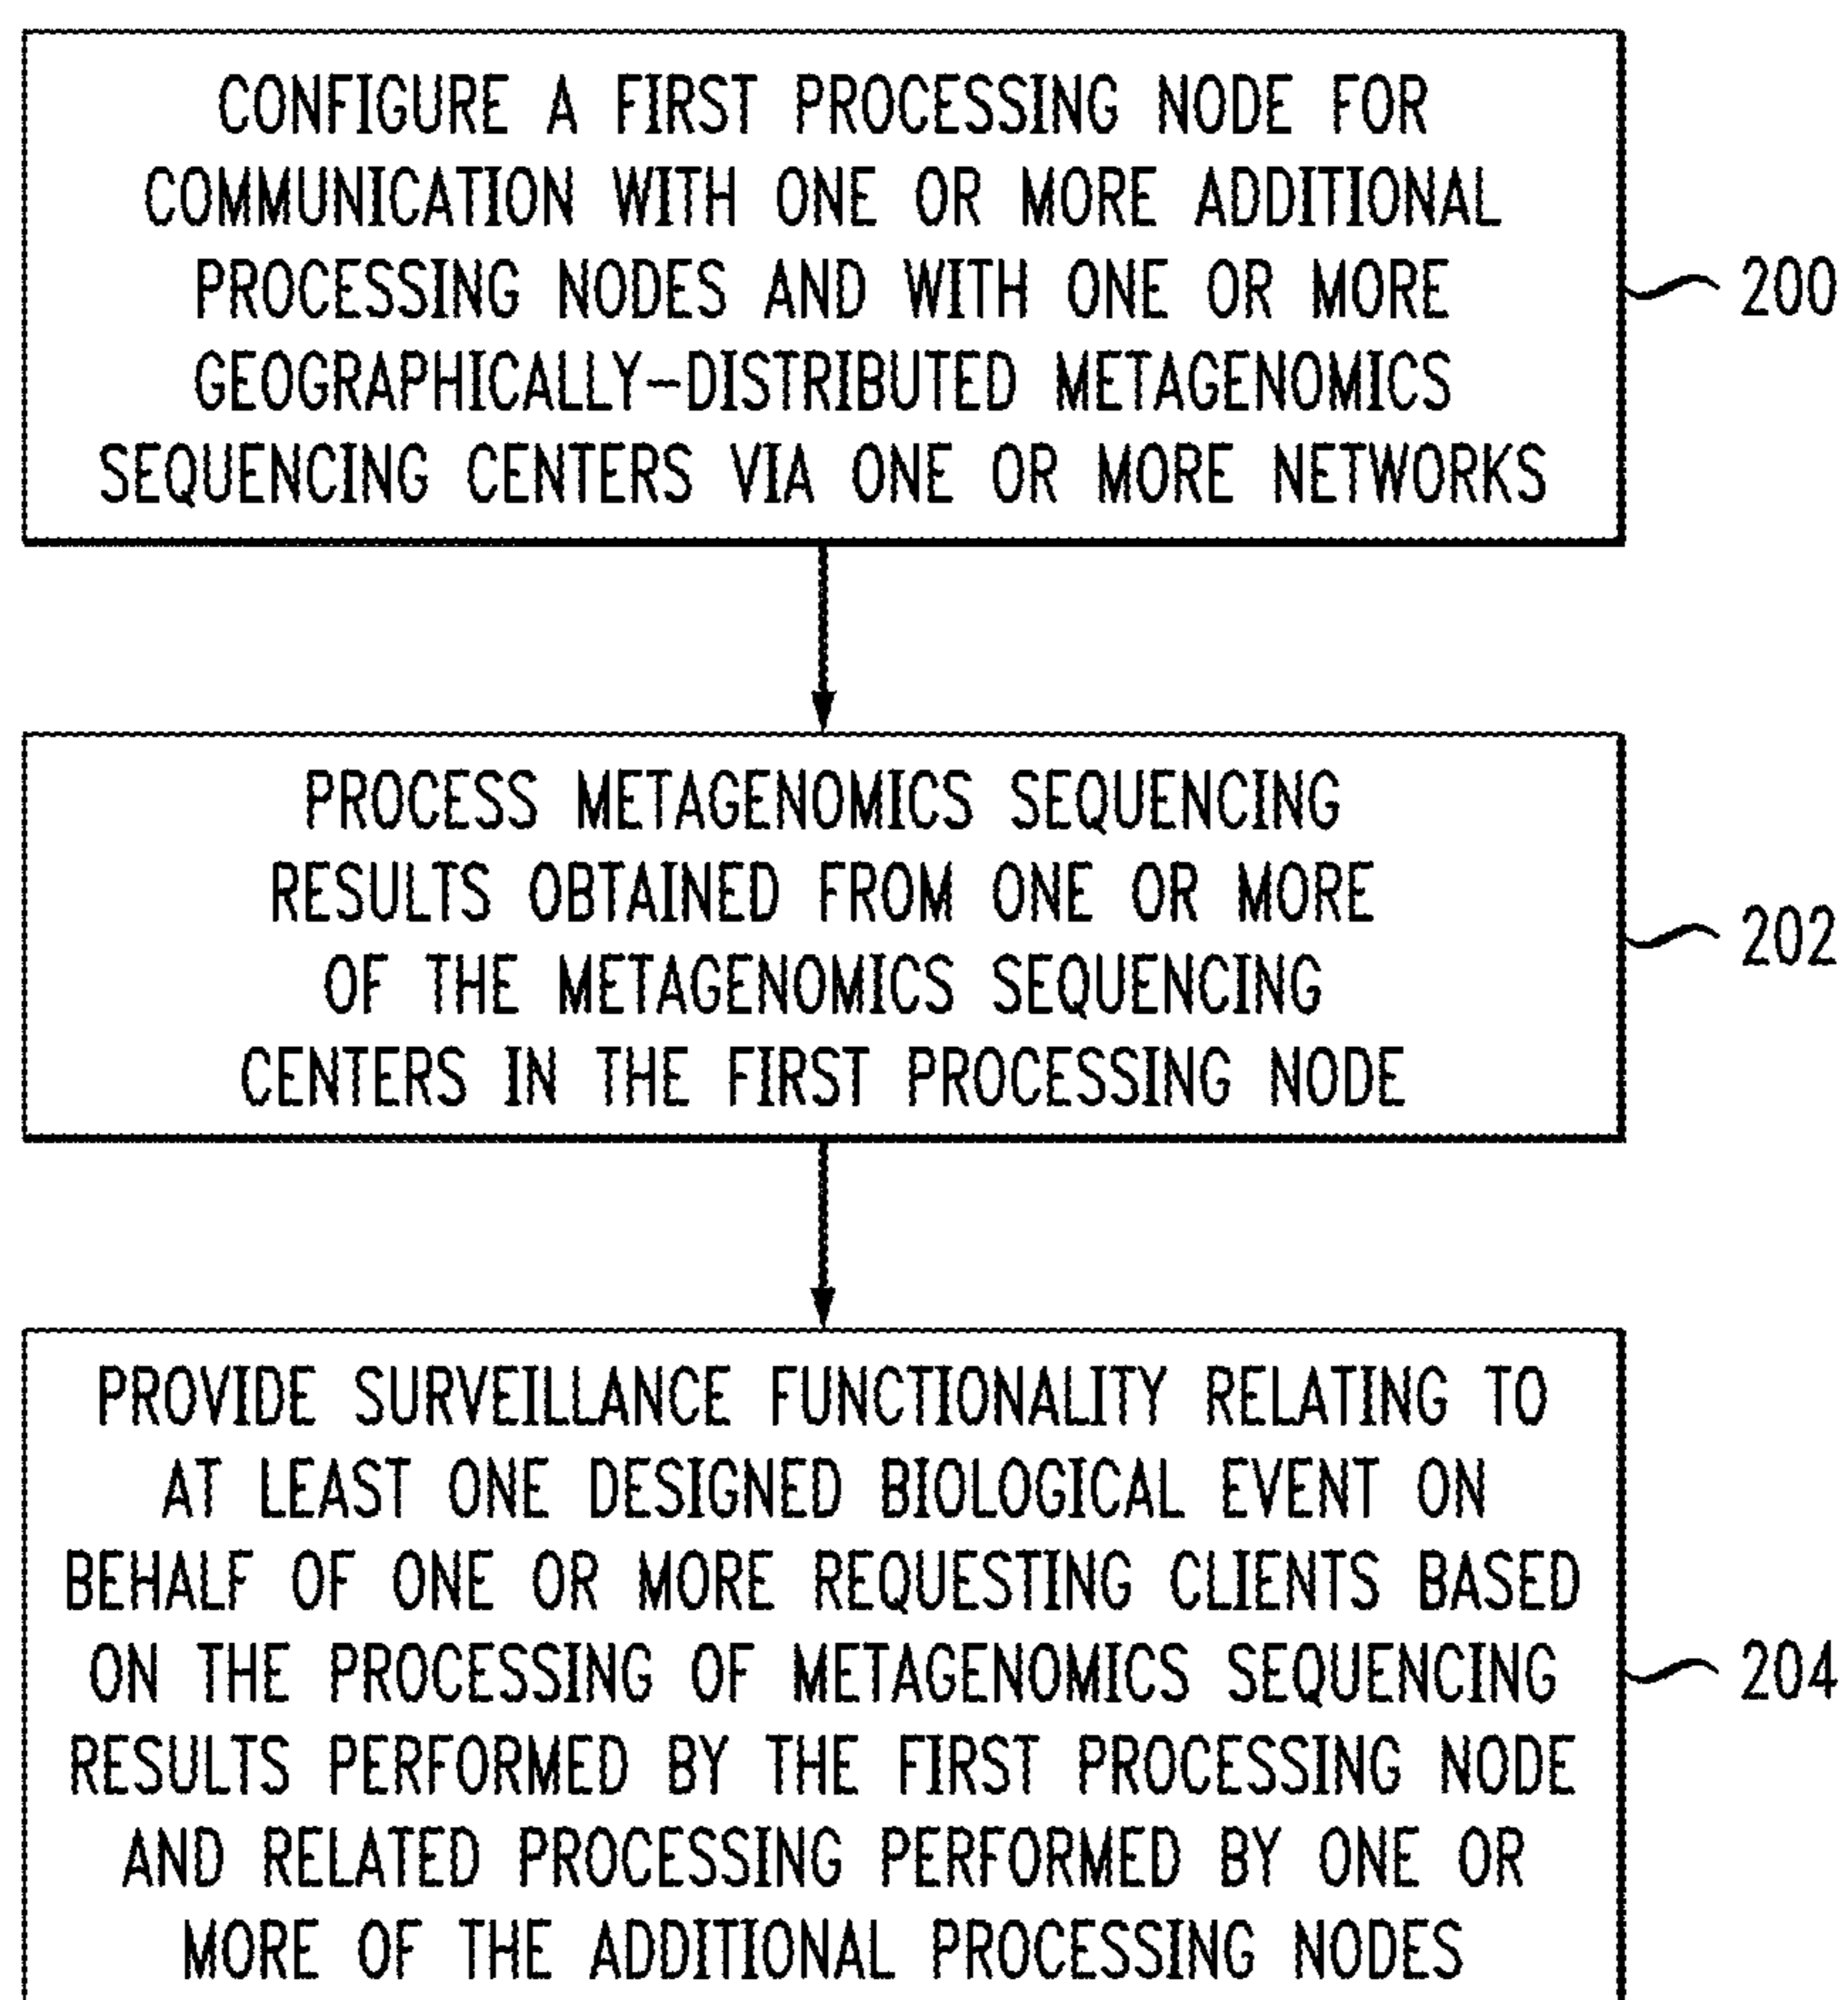 CONFIGURE A FIRST PROCESSING NODE FOR
COMMUNICATION WITH ONE OR MORE ADDITIONAL
PROCESSING NODES AND WITH ONE OR MORE
GEOGRAPHICALLY-DISTRIBUTED METAGENOMICS
SEQUENCING CENTERS VIA ONE OR MORE NETWORKS
200
PROCESS METAGENOMICS SEQUENCING
RESULTS OBTAINED FROM ONE OR MORE
OF THE METAGENOMICS SEQUENCING
CENTERS IN THE FIRST PROCESSING NODE
202
PROVIDE SURVEILLANCE FUNCTIONALITY RELATING TO
AT LEAST ONE DESIGNED BIOLOGICAL EVENT ON
BEHALF OF ONE OR MORE REQUESTING CLIENTS BASED
ON THE PROCESSING OF METAGENOMICS SEQUENCING
RESULTS PERFORMED BY THE FIRST PROCESSING NODE
AND RELATED PROCESSING PERFORMED BY ONE OR
MORE OF THE ADDITIONAL PROCESSING NODES
204